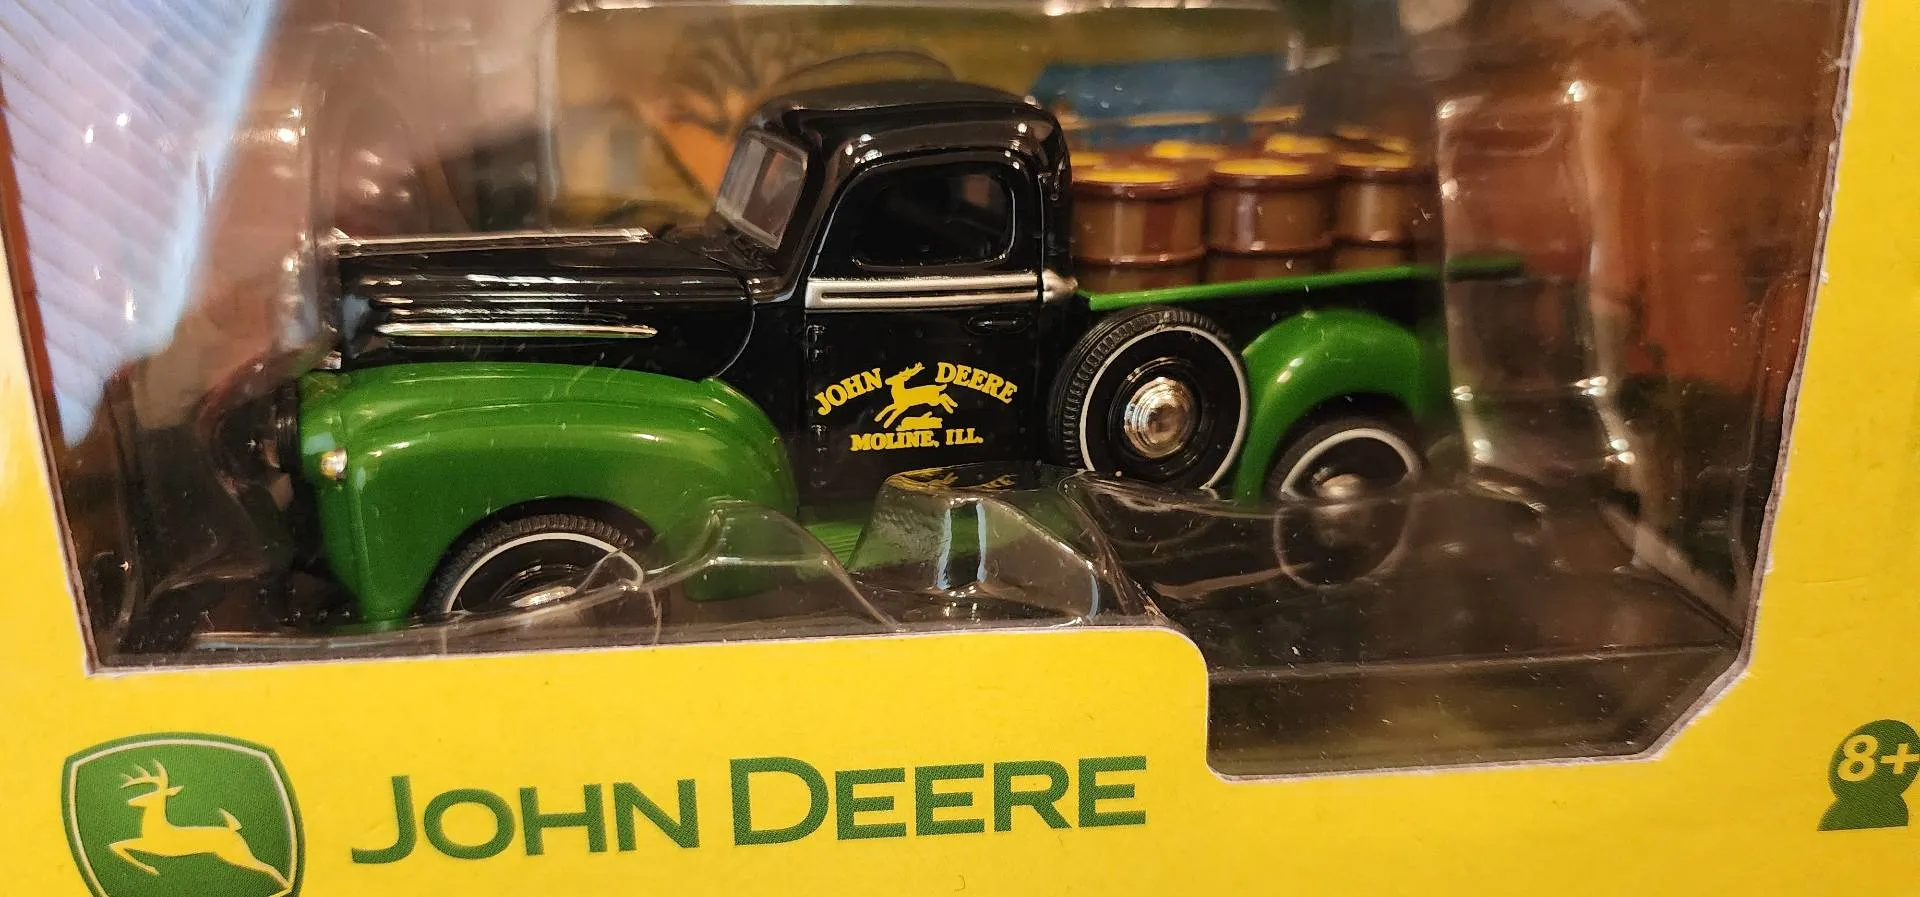 JOHN DEERE
MOLINE, ILL.
JOHN DEERE
8+